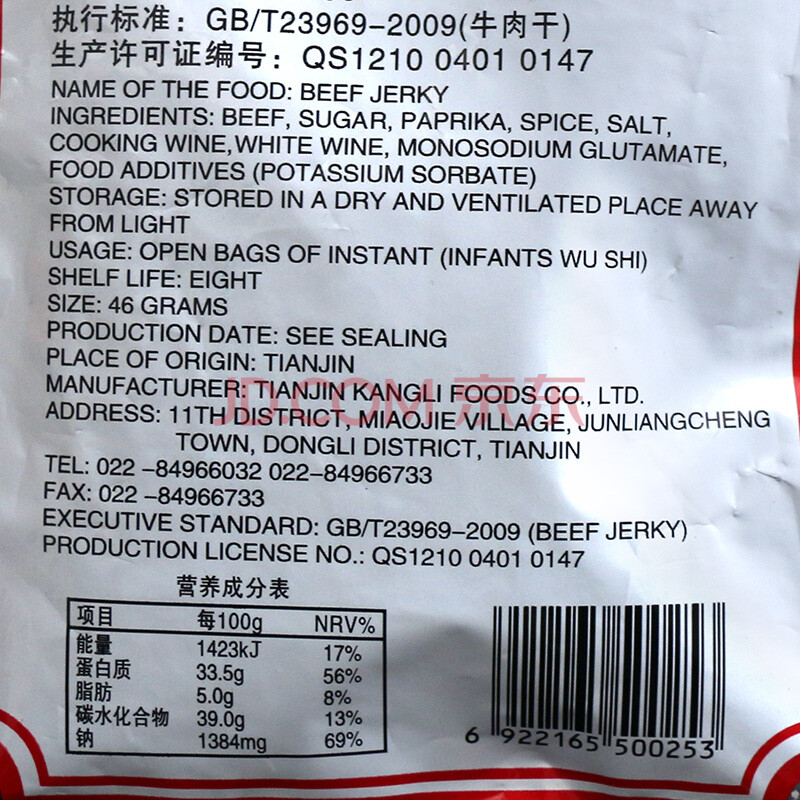 执行标准：GB/T23969-2009(牛肉干)
生产许可证编号：QS1210 0401 0147
NAME OF THE FOOD: BEEF JERKY
INGREDIENTS: BEEF, SUGAR, PAPRIKA, SPICE, SALT,
COOKING WINE,WHITE WINE, MONOSODIUM GLUTAMATE,
FOOD ADDITIVES (POTASSIUM SORBATE)
STORAGE: STORED IN A DRY AND VENTILATED PLACE AWAY
FROM LIGHT
USAGE: OPEN BAGS OF INSTANT (INFANTS WU SHI)
SHELF LIFE: EIGHT
SIZE: 46 GRAMS
PRODUCTION DATE: SEE SEALING
PLACE OF ORIGIN: TIANJIN
MANUFACTURER: TIANJIN KANGLI FOODS CO., LTD.
JD.COM 京东
ADDRESS: 11TH DISTRICT, MIAOJIE VILLAGE, JUNLIANGCHENG
TOWN, DONGLI DISTRICT, TIANJIN
TEL: 022 –84966032 022–84966733
FAX: 022 –84966733
EXECUTIVE STANDARD: GB/T23969–2009 (BEEF JERKY)
PRODUCTION LICENSE NO.: QS1210 0401 0147
营养成分表
项目 每100g NRV%
能量 1423kJ 17%
蛋白质 33.5g 56%
脂肪 5.0g 8%
碳水化合物 39.0g 13%
钠 1384mg 69%
6 922165 500253